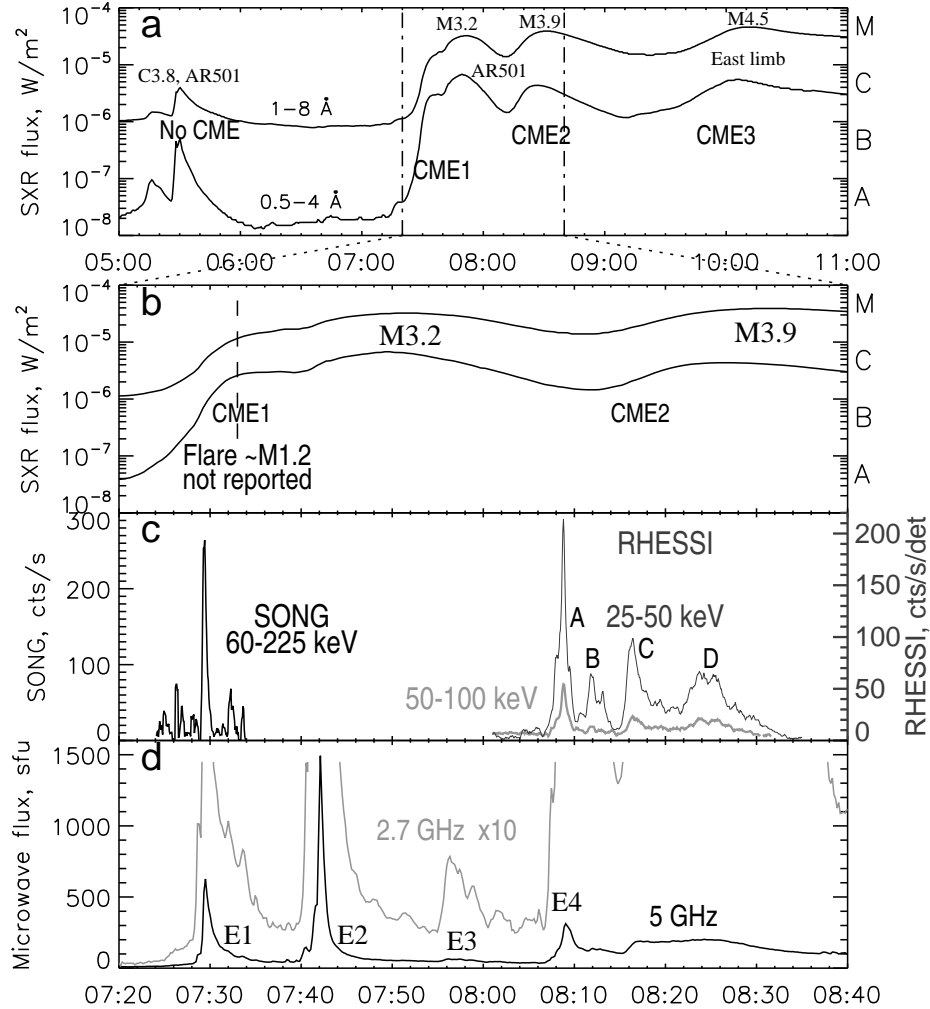 a
SXR flux, W/m²
10⁻⁴
10⁻⁵
10⁻⁶
10⁻⁷
10⁻⁸
M
C
B
A
M3.2
M3.9
M4.5
C3.8, AR501
AR501
East limb
1-8 Å
No CME
CME1
CME2
CME3
0.5-4 Å
05:00 06:00 07:00 08:00 09:00 10:00 11:00
b
SXR flux, W/m²
10⁻⁴
10⁻⁵
10⁻⁶
10⁻⁷
10⁻⁸
M
C
B
A
M3.2
M3.9
CME1
CME2
Flare ~M1.2
not reported
c
SONG, cts/s
300
200
100
0
RHESSI, cts/s/det
200
150
100
50
0
RHESSI
SONG
60-225 keV
25-50 keV
A
B
C
D
50-100 keV
d
Microwave flux, sfu
1500
1000
500
0
2.7 GHz x10
E1
E2
E3
E4
5 GHz
07:20 07:30 07:40 07:50 08:00 08:10 08:20 08:30 08:40